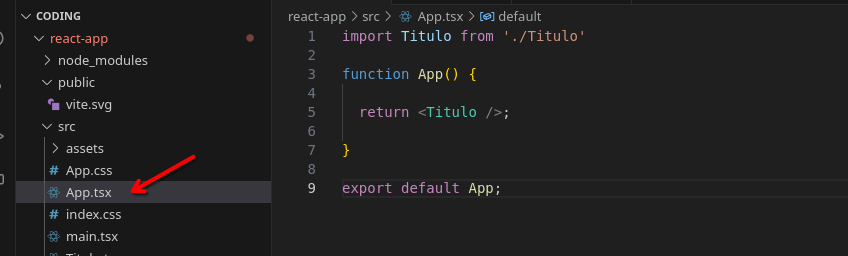 CODING
react-app
node_modules
public
vite.svg
src
assets
# App.css
App.tsx
# index.css
main.tsx
react-app > src > App.tsx > default
1 import Titulo from './Titulo'
2
3 function App() {
4
5 return <Titulo />;
6
7 }
8
9 export default App;